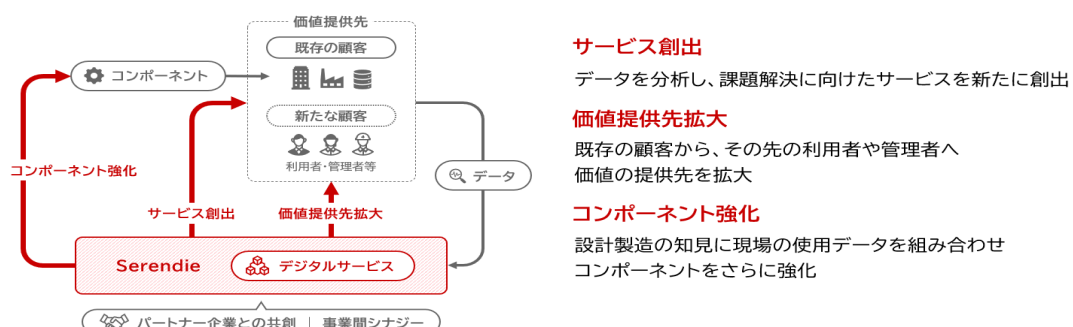 価値提供先
既存の顧客
コンポーネント
新たな顧客
利用者・管理者等
コンポーネント強化
データ
サービス創出
価値提供先拡大
Serendie
デジタルサービス
パートナー企業との共創 | 事業間シナジー
サービス創出
データを分析し、課題解決に向けたサービスを新たに創出
価値提供先拡大
既存の顧客から、その先の利用者や管理者へ
価値の提供先を拡大
コンポーネント強化
設計製造の知見に現場の使用データを組み合わせ
コンポーネントをさらに強化